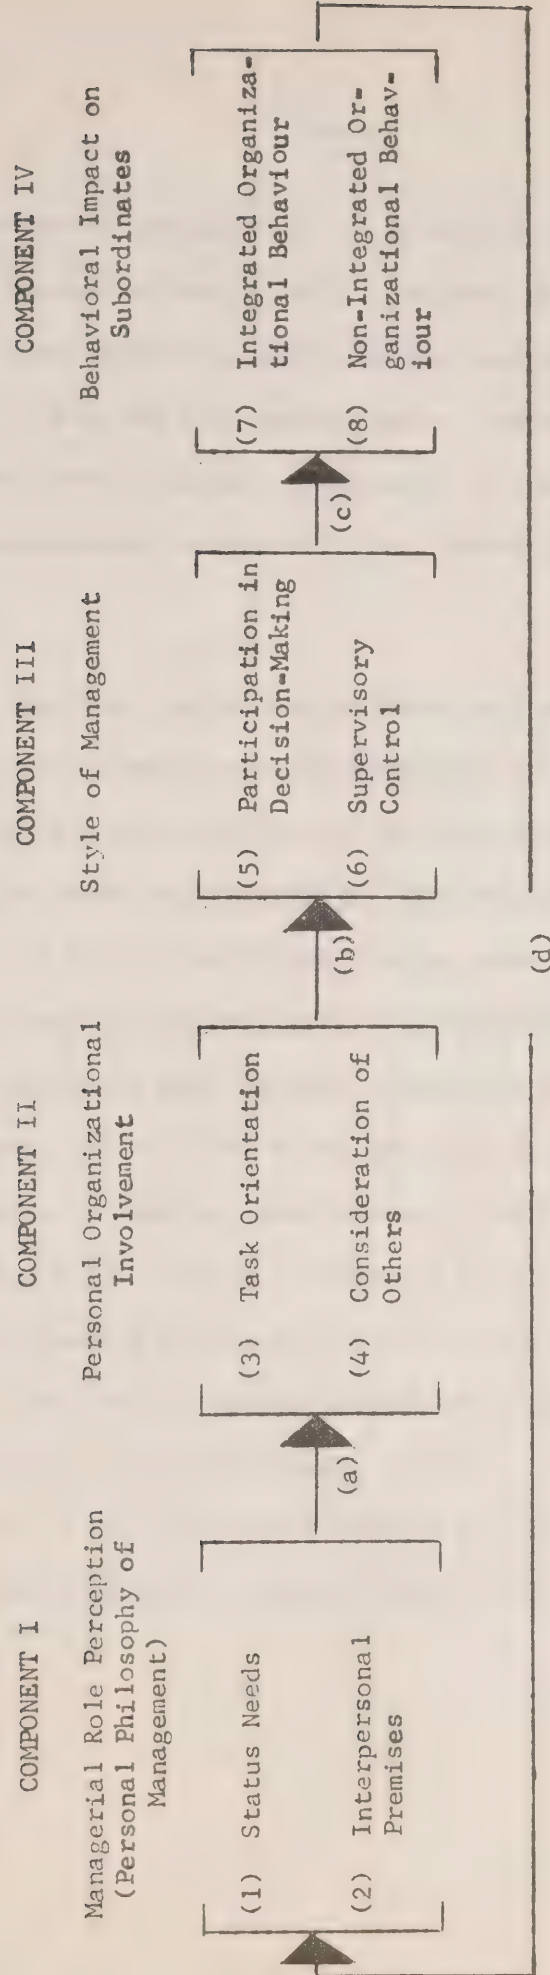 COMPONENT I
Managerial Role Perception
(Personal Philosophy of
Management)
(1) Status Needs
(2) Interpersonal
Premises
(a)
COMPONENT II
Personal Organizational
Involvement
(3) Task Orientation
(4) Consideration of
Others
(b)
COMPONENT III
Style of Management
(5) Participation in
Decision-Making
(6) Supervisory
Control
(c)
COMPONENT IV
Behavioral Impact on
Subordinates
(7) Integrated Organiza-
tional Behaviour
(8) Non-Integrated Or-
ganizational Behav-
iour
(d)